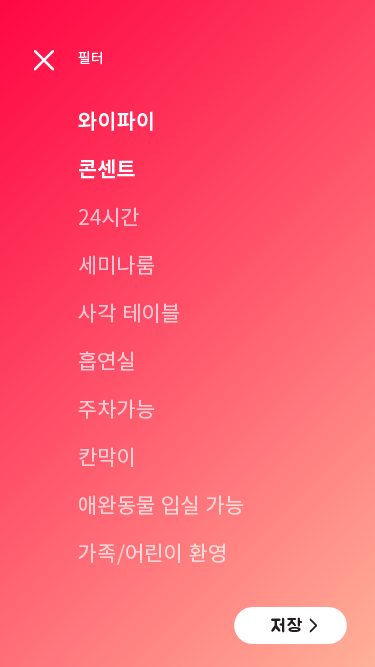 필터
와이파이
콘센트
24시간
세미나룸
사각 테이블
흡연실
주차가능
칸막이
애완동물 입실 가능
가족/어린이 환영
저장